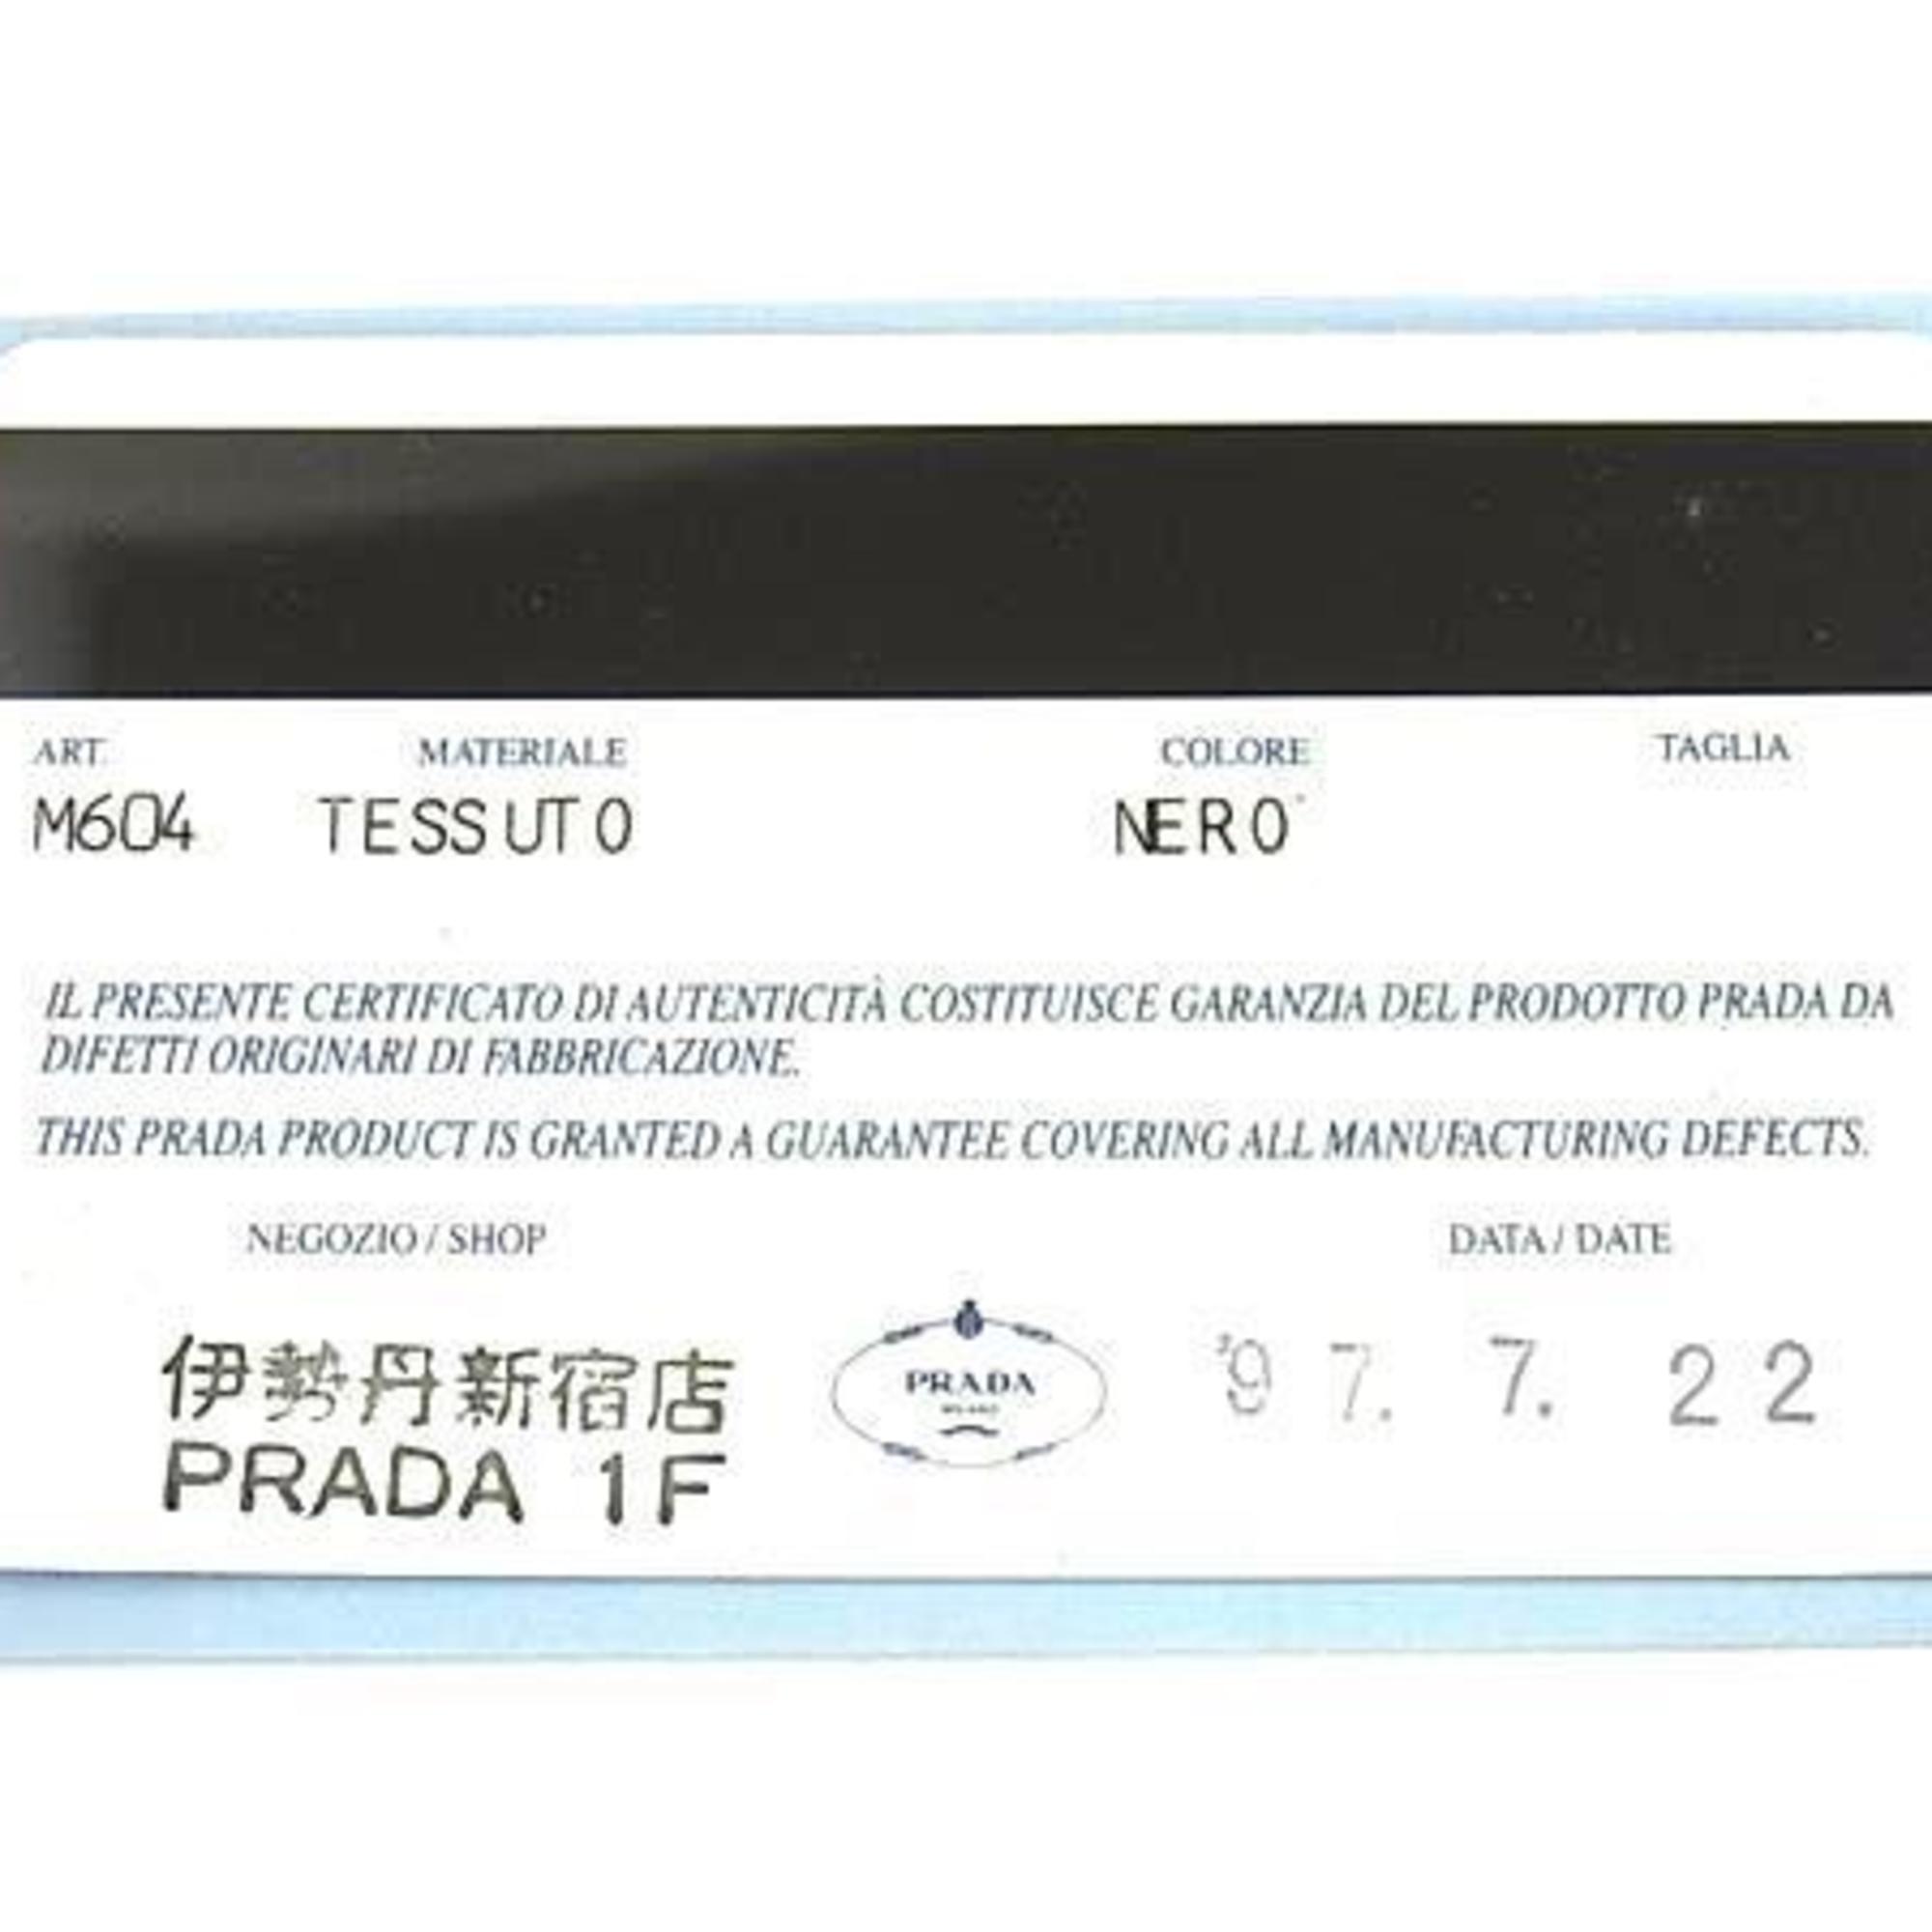 ART. MATERIALE COLORE TAGLIA
M604 TESSUTO NERO
IL PRESENTE CERTIFICATO DI AUTENTICITÀ COSTITUISCE GARANZIA DEL PRODOTTO PRADA DA
DIFETTI ORIGINARI DI FABBRICAZIONE.
THIS PRADA PRODUCT IS GRANTED A GUARANTEE COVERING ALL MANUFACTURING DEFECTS.
NEGOZIO / SHOP DATA / DATE
伊勢丹新宿店
PRADA 1F
PRADA
MILANO
'97. 7. 22